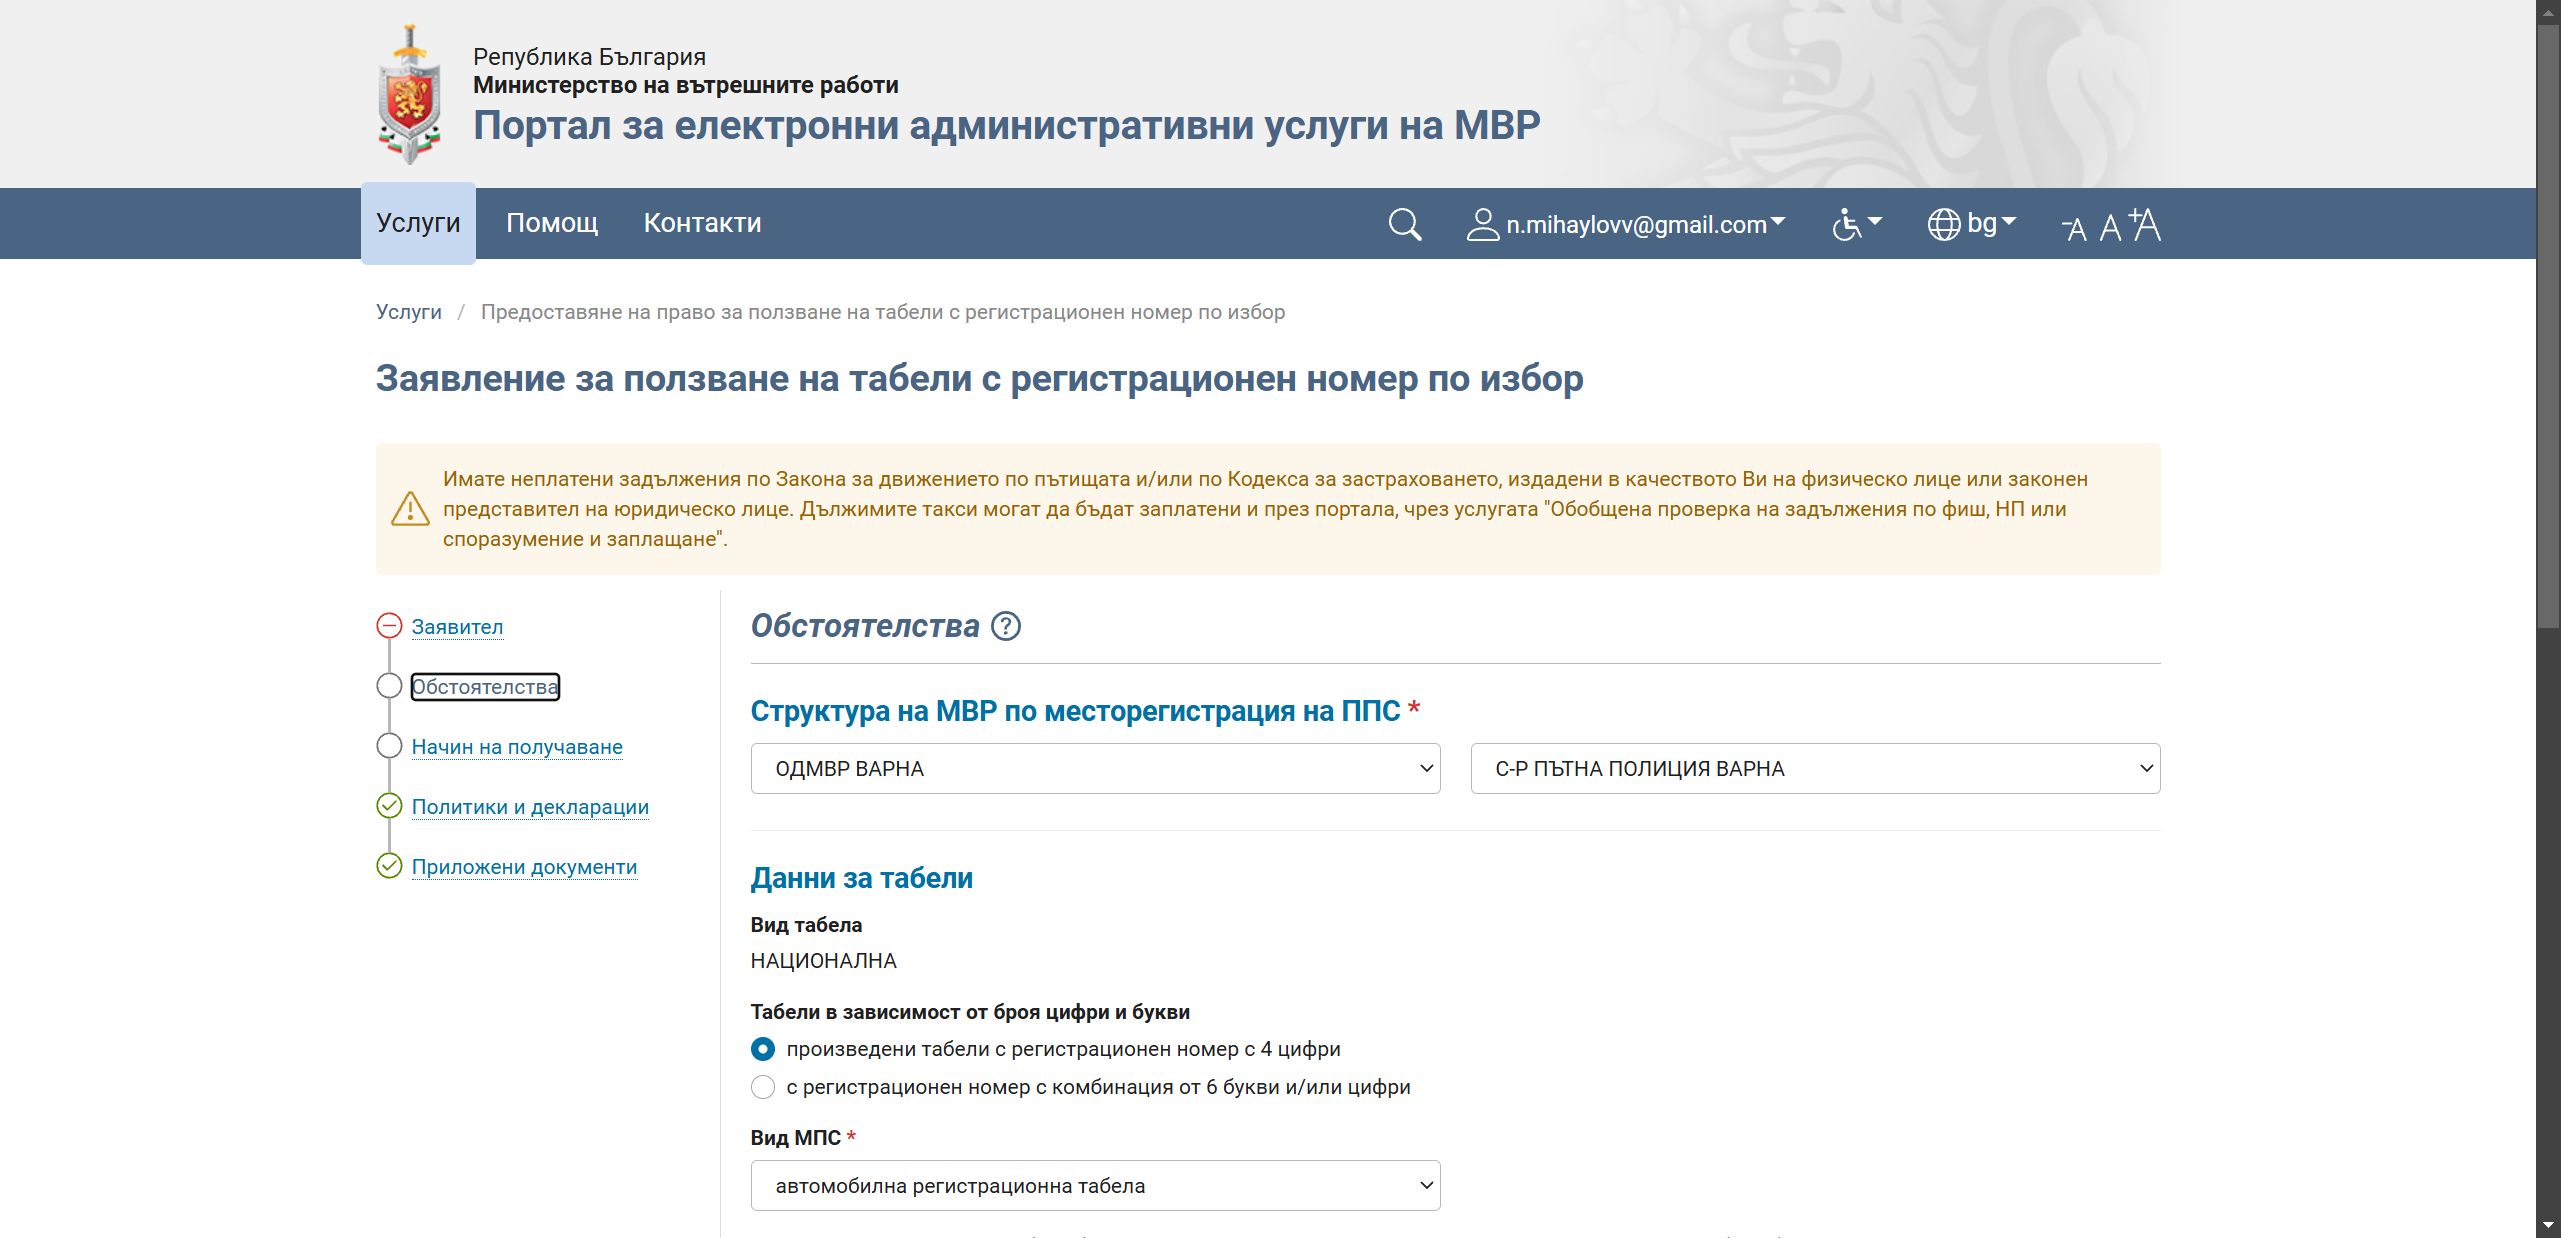 Република България
Министерство на вътрешните работи
Портал за електронни административни услуги на МВР
Услуги Помощ Контакти n.mihaylovv@gmail.com bg -A A +A
Услуги / Предоставяне на право за ползване на табели с регистрационен номер по избор
Заявление за ползване на табели с регистрационен номер по избор
Имате неплатени задължения по Закона за движението по пътищата и/или по Кодекса за застраховането, издадени в качеството Ви на физическо лице или законен
представител на юридическо лице. Дължимите такси могат да бъдат заплатени и през портала, чрез услугата "Обобщена проверка на задължения по фиш, НП или
споразумение и заплащане".
Заявител
Обстоятелства
Начин на получаване
Политики и декларации
Приложени документи
Обстоятелства ?
Структура на МВР по месторегистрация на ППС *
ОДМВР ВАРНА С-Р ПЪТНА ПОЛИЦИЯ ВАРНА
Данни за табели
Вид табела
НАЦИОНАЛНА
Табели в зависимост от броя цифри и букви
произведени табели с регистрационен номер с 4 цифри
с регистрационен номер с комбинация от 6 букви и/или цифри
Вид МПС *
автомобилна регистрационна табела